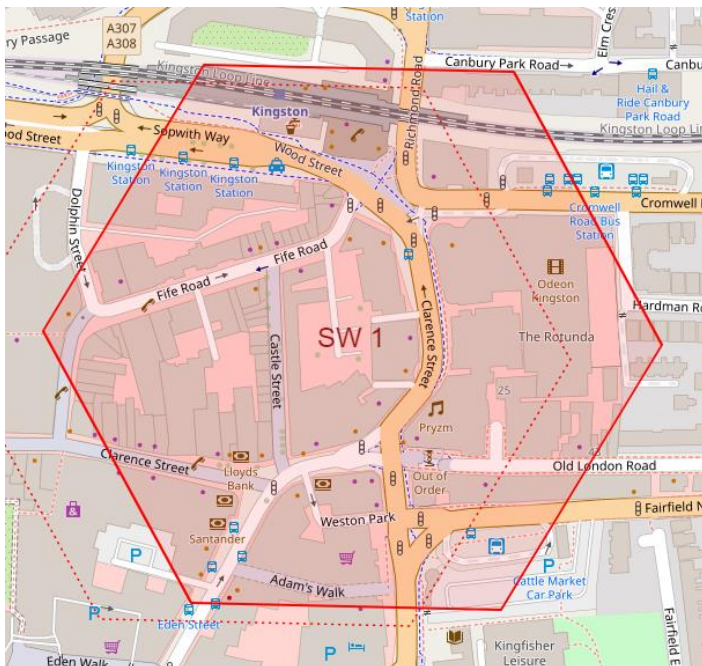 A307
A308
ry Passage
Station
Elm Cres
Canbury Park Road
Canbu
Kingston Loop Line
Hail &
Ride Canbury
Park Road
Kingston
Richmond Road
Kingston Loop Li
ood Street
Sopwith Way
Wood Street
Kingston
Station
Kingston
Station
Kingston
Station
Cromwell
Road Bus
Station
Cromwell
Dolphin Street
Fife Road
Fife Road
Odeon
Kingston
Hardman Ro
Clarence Street
Castle Street
SW 1
The Rotunda
25
Pryzm
43
Clarence Street
Lloyds
Bank
Out of
Order
Old London Road
Santander
Weston Park
Fairfield N
P
Adam's Walk
P
Cattle Market
Car Park
P
Eden Street
Fairfield E
Eden Walk
P
Kingfisher
Leisure